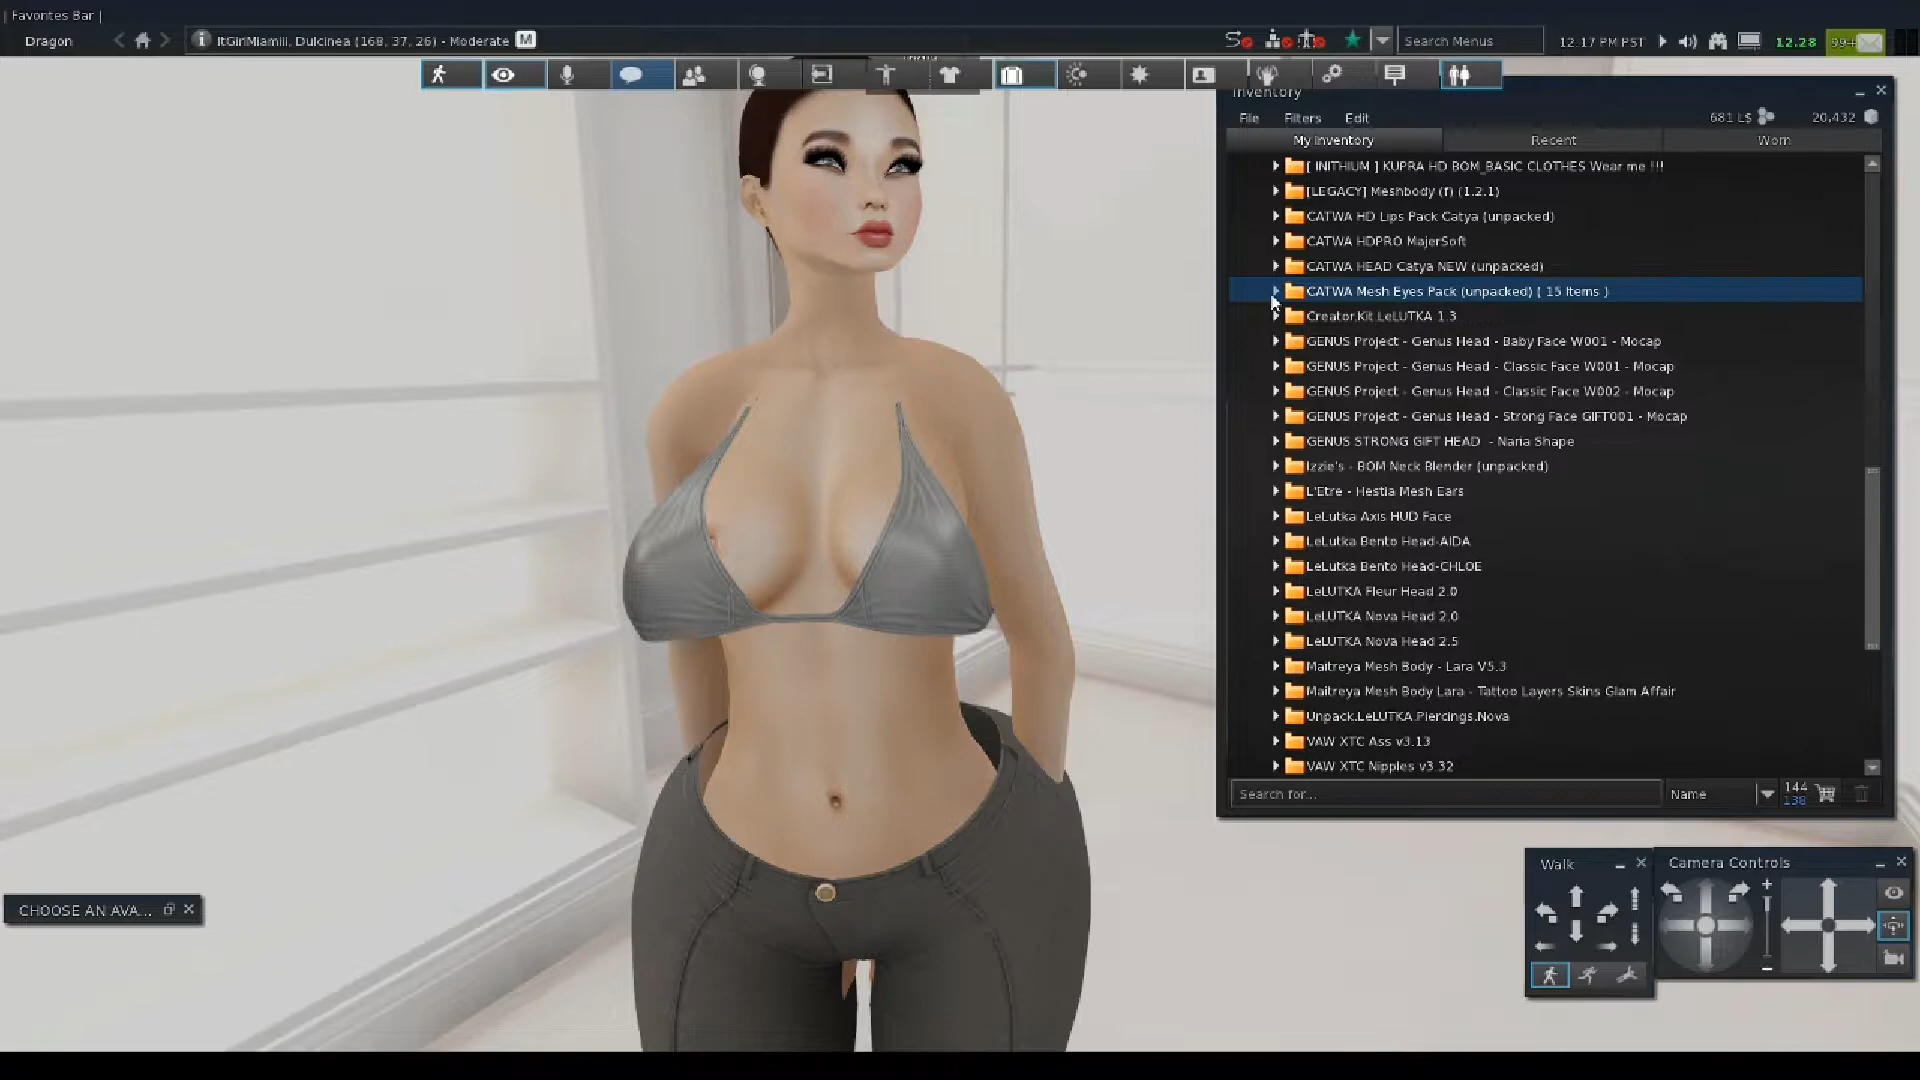 | Favorites Bar |
Dragon
ItGirlMiamiii, Dulcinea (168, 37, 26) - Moderate M
Search Menus
12.17 PM PST
12.28
99+
Inventory
File Filters Edit
681 L$ 20,432
My Inventory Recent Worn
[ INITHIUM ] KUPRA HD BOM_BASIC CLOTHES Wear me !!!
[LEGACY] Meshbody (f) (1.2.1)
CATWA HD Lips Pack Catya (unpacked)
CATWA HDPRO MajerSoft
CATWA HEAD Catya NEW (unpacked)
CATWA Mesh Eyes Pack (unpacked) ( 15 Items )
Creator.Kit.LeLUTKA 1.3
GENUS Project - Genus Head - Baby Face W001 - Mocap
GENUS Project - Genus Head - Classic Face W001 - Mocap
GENUS Project - Genus Head - Classic Face W002 - Mocap
GENUS Project - Genus Head - Strong Face GIFT001 - Mocap
GENUS STRONG GIFT HEAD - Naria Shape
Izzie's - BOM Neck Blender (unpacked)
L'Etre - Hestia Mesh Ears
LeLutka Axis HUD Face
LeLutka Bento Head-AIDA
LeLutka Bento Head-CHLOE
LeLUTKA Fleur Head 2.0
LeLUTKA Nova Head 2.0
LeLUTKA Nova Head 2.5
Maitreya Mesh Body - Lara V5.3
Maitreya Mesh Body Lara - Tattoo Layers Skins Glam Affair
Unpack.LeLUTKA.Piercings.Nova
VAW XTC Ass v3.13
VAW XTC Nipples v3.32
Search for...
Name
144
138
Walk
Camera Controls
CHOOSE AN AVA...